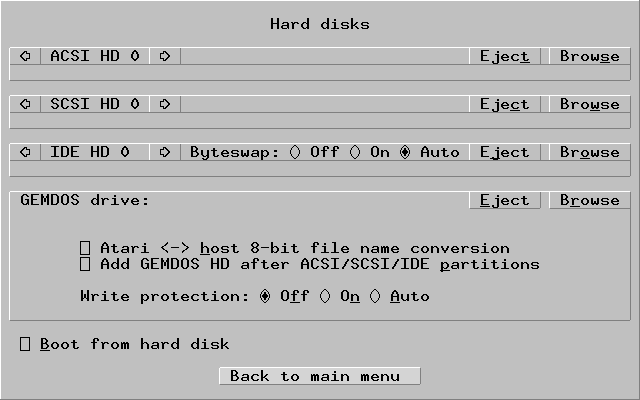 Hard disks
ACSI HD 0 Eject Browse
SCSI HD 0 Eject Browse
IDE HD 0 Byteswap: Off On Auto Eject Browse
GEMDOS drive: Eject Browse
Atari <-> host 8-bit file name conversion
Add GEMDOS HD after ACSI/SCSI/IDE partitions
Write protection: Off On Auto
Boot from hard disk
Back to main menu